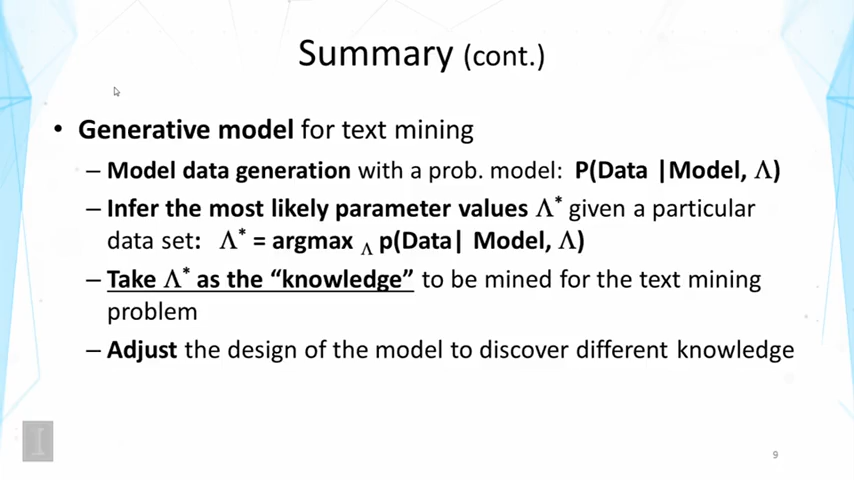 Summary (cont.)
• Generative model for text mining
– Model data generation with a prob. model: P(Data |Model, Λ)
– Infer the most likely parameter values Λ* given a particular
data set: Λ* = argmax Λ p(Data| Model, Λ)
– Take Λ* as the “knowledge” to be mined for the text mining
problem
– Adjust the design of the model to discover different knowledge
I
9